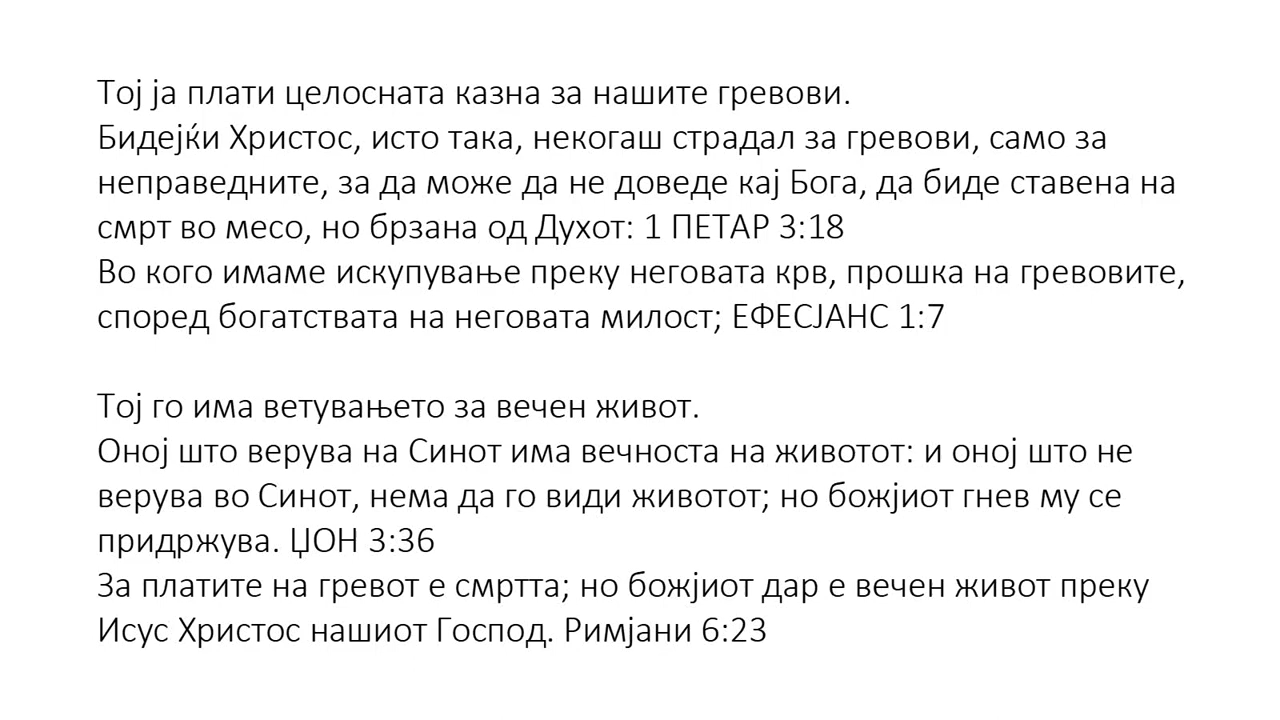 Тој ја плати целосната казна за нашите гревови.
Бидејќи Христос, исто така, некогаш страдал за гревови, само за
неправедните, за да може да не доведе кај Бога, да биде ставена на
смрт во месо, но брзана од Духот: 1 ПЕТАР 3:18
Во кого имаме искупување преку неговата крв, прошка на гревовите,
според богатствата на неговата милост; ЕФЕСЈАНС 1:7
Тој го има ветувањето за вечен живот.
Оној што верува на Синот има вечноста на животот: и оној што не
верува во Синот, нема да го види животот; но божјиот гнев му се
придржува. ЏОН 3:36
За платите на гревот е смртта; но божјиот дар е вечен живот преку
Исус Христос нашиот Господ. Римјани 6:23